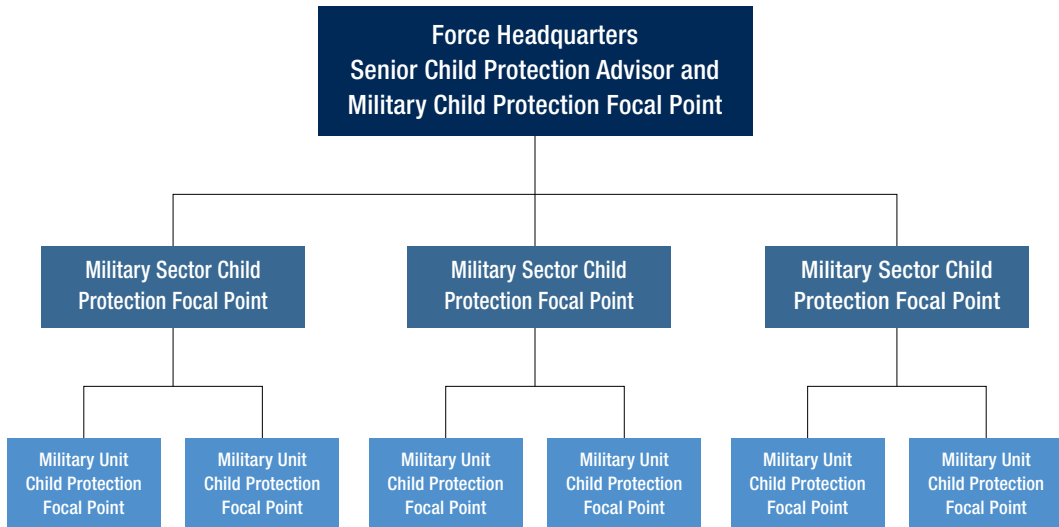 Force Headquarters
Senior Child Protection Advisor and
Military Child Protection Focal Point
Military Sector Child
Protection Focal Point
Military Sector Child
Protection Focal Point
Military Sector Child
Protection Focal Point
Military Unit
Child Protection
Focal Point
Military Unit
Child Protection
Focal Point
Military Unit
Child Protection
Focal Point
Military Unit
Child Protection
Focal Point
Military Unit
Child Protection
Focal Point
Military Unit
Child Protection
Focal Point